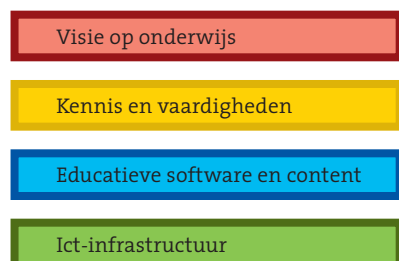 Visie op onderwijs
Kennis en vaardigheden
Educatieve software en content
Ict-infrastructuur